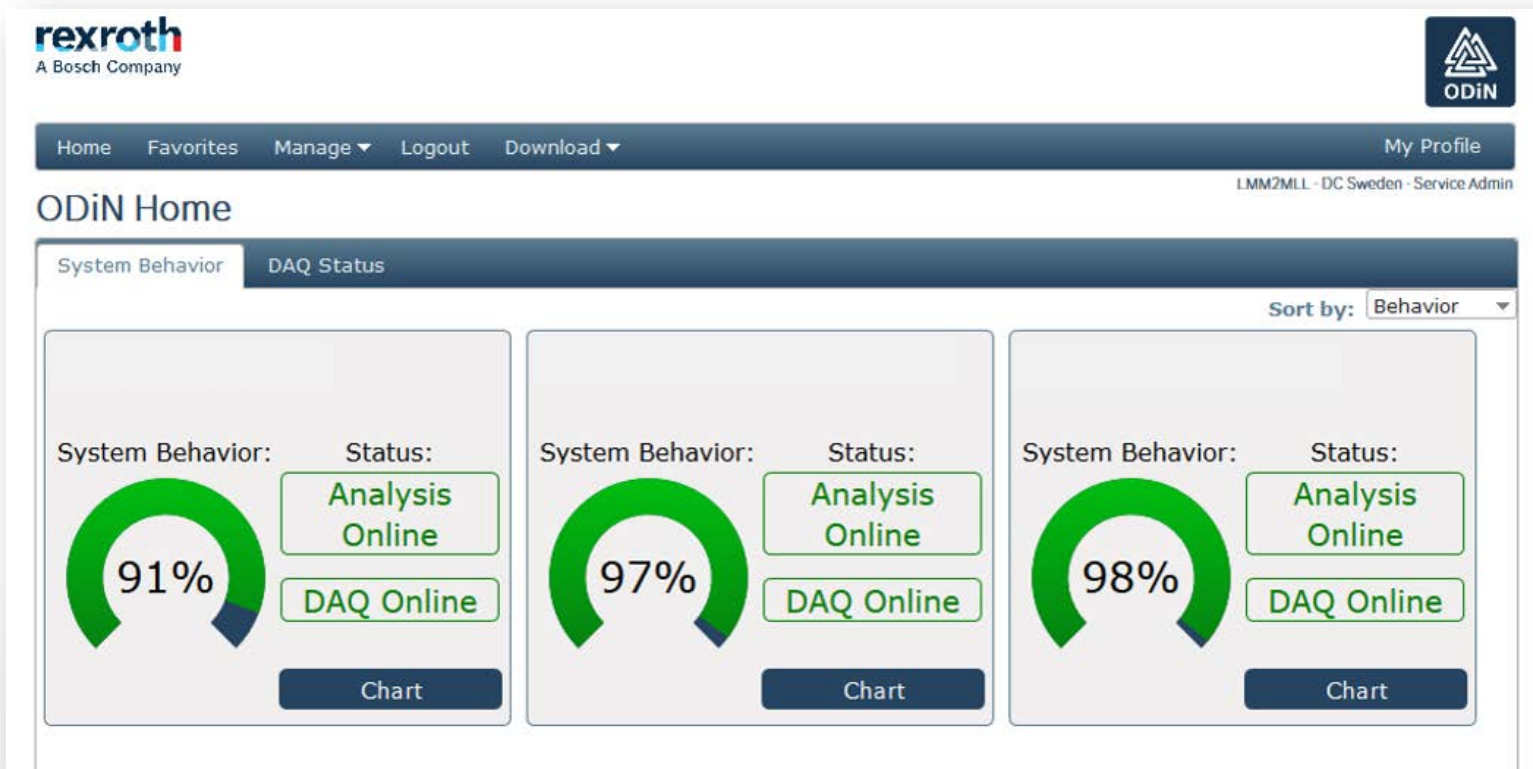 rexroth
A Bosch Company
ODiN
Home Favorites Manage Logout Download My Profile
LMM2MLL - DC Sweden - Service Admin
ODiN Home
System Behavior DAQ Status
Sort by: Behavior
System Behavior: Status:
Analysis
Online
91%
DAQ Online
Chart
System Behavior: Status:
Analysis
Online
97%
DAQ Online
Chart
System Behavior: Status:
Analysis
Online
98%
DAQ Online
Chart